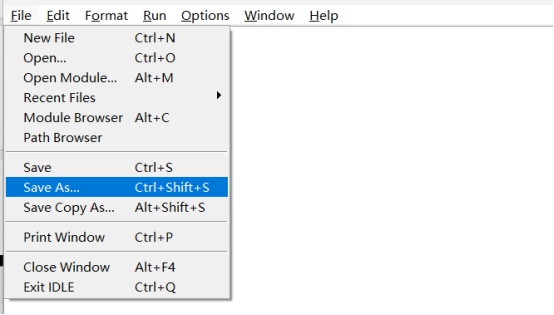 File Edit Format Run Options Window Help
New File Ctrl+N
Open... Ctrl+O
Open Module... Alt+M
Recent Files
Module Browser Alt+C
Path Browser
Save Ctrl+S
Save As... Ctrl+Shift+S
Save Copy As... Alt+Shift+S
Print Window Ctrl+P
Close Window Alt+F4
Exit IDLE Ctrl+Q